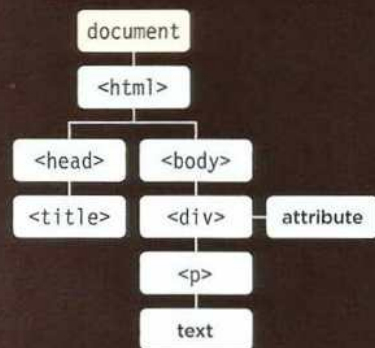 document
<html>
<head> <body>
<title> <div> attribute
<p>
text